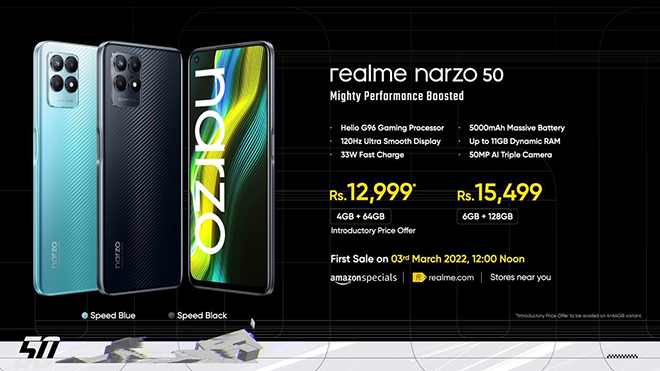 realme narzo 50
Mighty Performance Boosted
· Helio G96 Gaming Processor
· 120Hz Ultra Smooth Display
· 33W Fast Charge
· 5000mAh Massive Battery
· Up to 11GB Dynamic RAM
· 50MP AI Triple Camera
Rs.12,999*
4GB + 64GB
Introductory Price Offer
Rs.15,499
6GB + 128GB
First Sale on 03rd March 2022, 12:00 Noon
amazonspecials | R realme.com | Stores near you
*Introductory Price Offer to be availed on 4+64GB variant.
narzo
narzo
narzo
Speed Blue
Speed Black
50